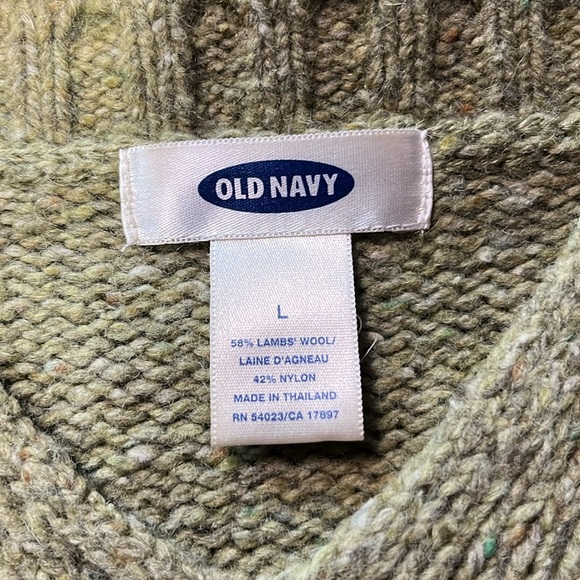 OLD NAVY
L
58% LAMBS' WOOL/
LAINE D'AGNEAU
42% NYLON
MADE IN THAILAND
RN 54023/CA 17897